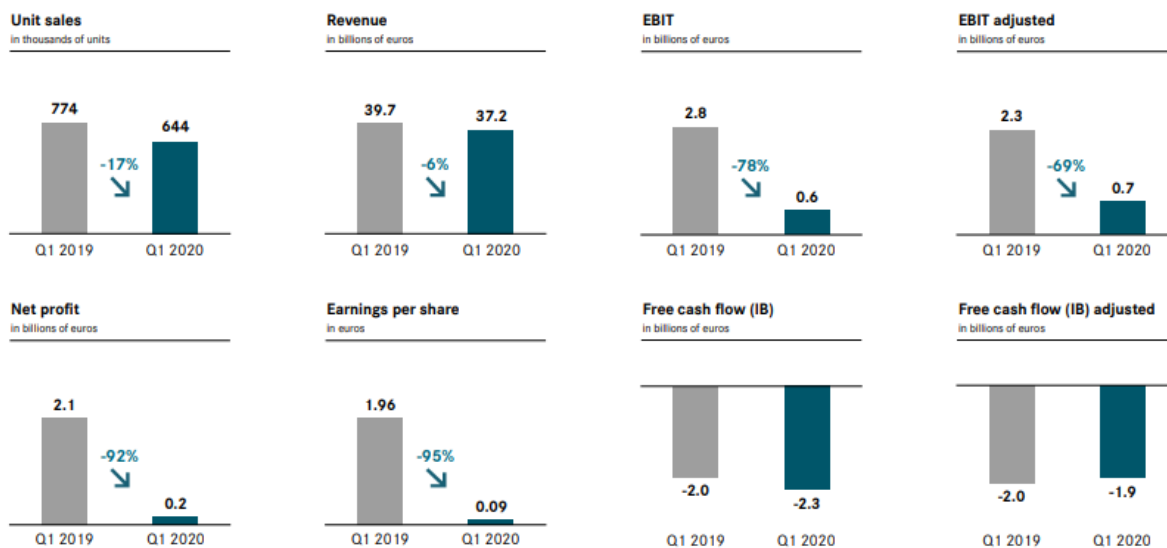 Unit sales
in thousands of units
774
644
-17%
Q1 2019
Q1 2020
Revenue
in billions of euros
39.7
37.2
-6%
Q1 2019
Q1 2020
EBIT
in billions of euros
2.8
-78%
0.6
Q1 2019
Q1 2020
EBIT adjusted
in billions of euros
2.3
-69%
0.7
Q1 2019
Q1 2020
Net profit
in billions of euros
2.1
-92%
0.2
Q1 2019
Q1 2020
Earnings per share
in euros
1.96
-95%
0.09
Q1 2019
Q1 2020
Free cash flow (IB)
in billions of euros
-2.0
-2.3
Q1 2019
Q1 2020
Free cash flow (IB) adjusted
in billions of euros
-2.0
-1.9
Q1 2019
Q1 2020